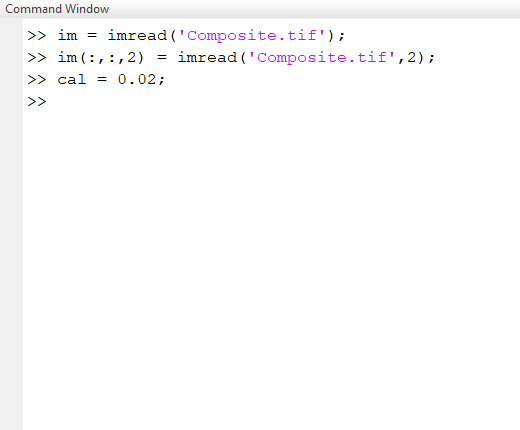 Command Window
>> im = imread('Composite.tif');
>> im(:,:,2) = imread('Composite.tif',2);
>> cal = 0.02;
>>